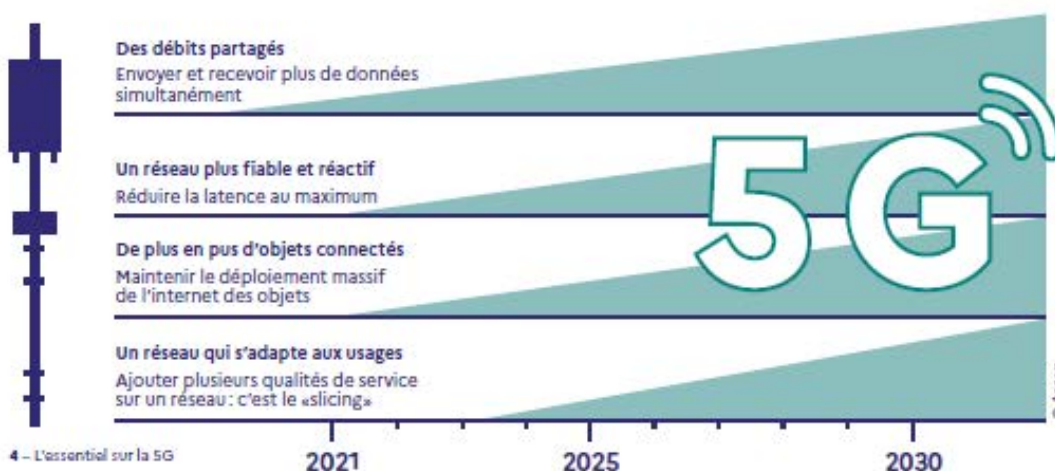 Des débits partagés
Envoyer et recevoir plus de données
simultanément
Un réseau plus fiable et réactif
Réduire la latence au maximum
De plus en pus d'objets connectés
Maintenir le déploiement massif
de l'internet des objets
Un réseau qui s'adapte aux usages
Ajouter plusieurs qualités de service
sur un réseau : c'est le «slicing»
5G
4 – L'essentiel sur la 5G
2021
2025
2030